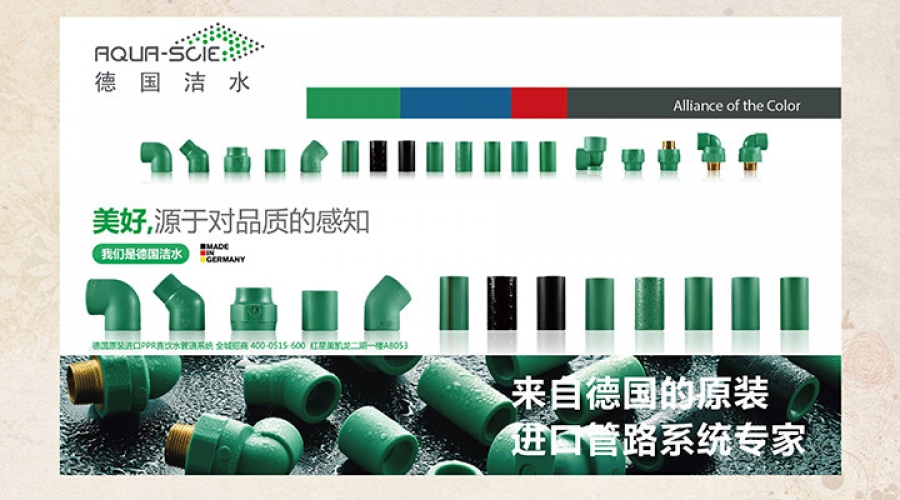 AQUA-SCIE
德国洁水
Alliance of the Color
美好,源于对品质的感知
我们是德国洁水
MADE
IN
GERMANY
德国原装进口PPR直饮水管道系统 全城招商 400-0515-600 红星美凯龙二期一楼A8053
来自德国的原装
进口管路系统专家